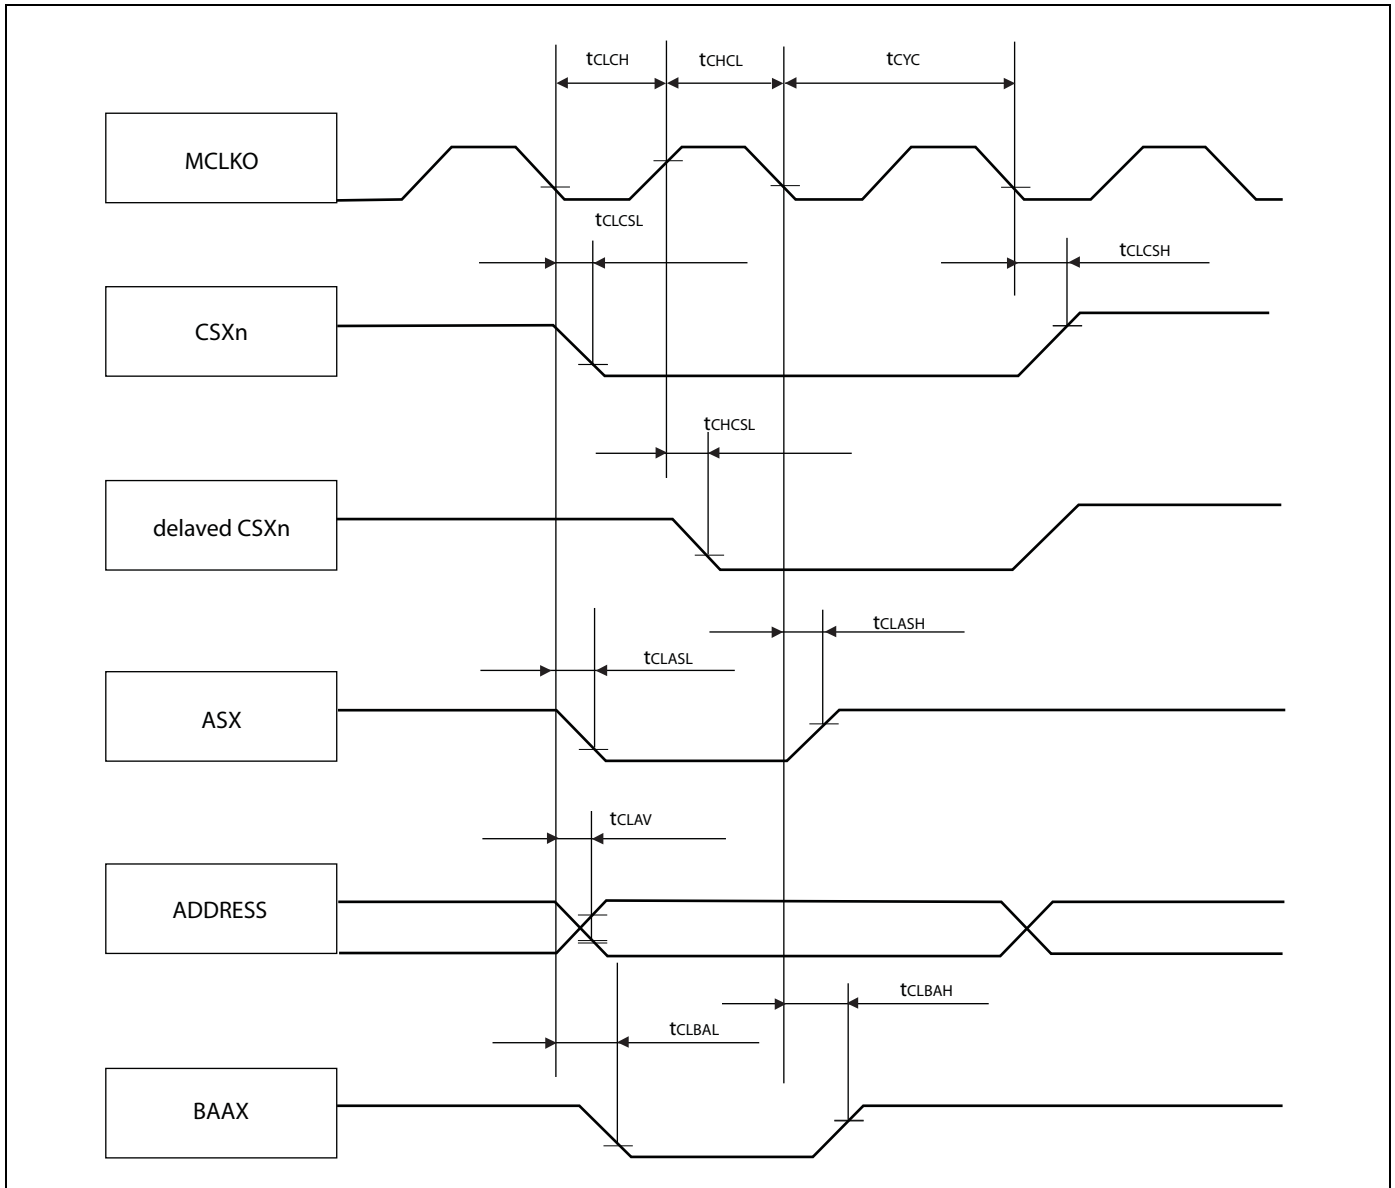 tCLCH tCHCL tCYC
MCLKO
tCLCSL
tCLCSH
CSXn
tCHCSL
delaved CSXn
tCLASH
tCLASL
ASX
tCLAV
ADDRESS
tCLBAH
tCLBAL
BAAX